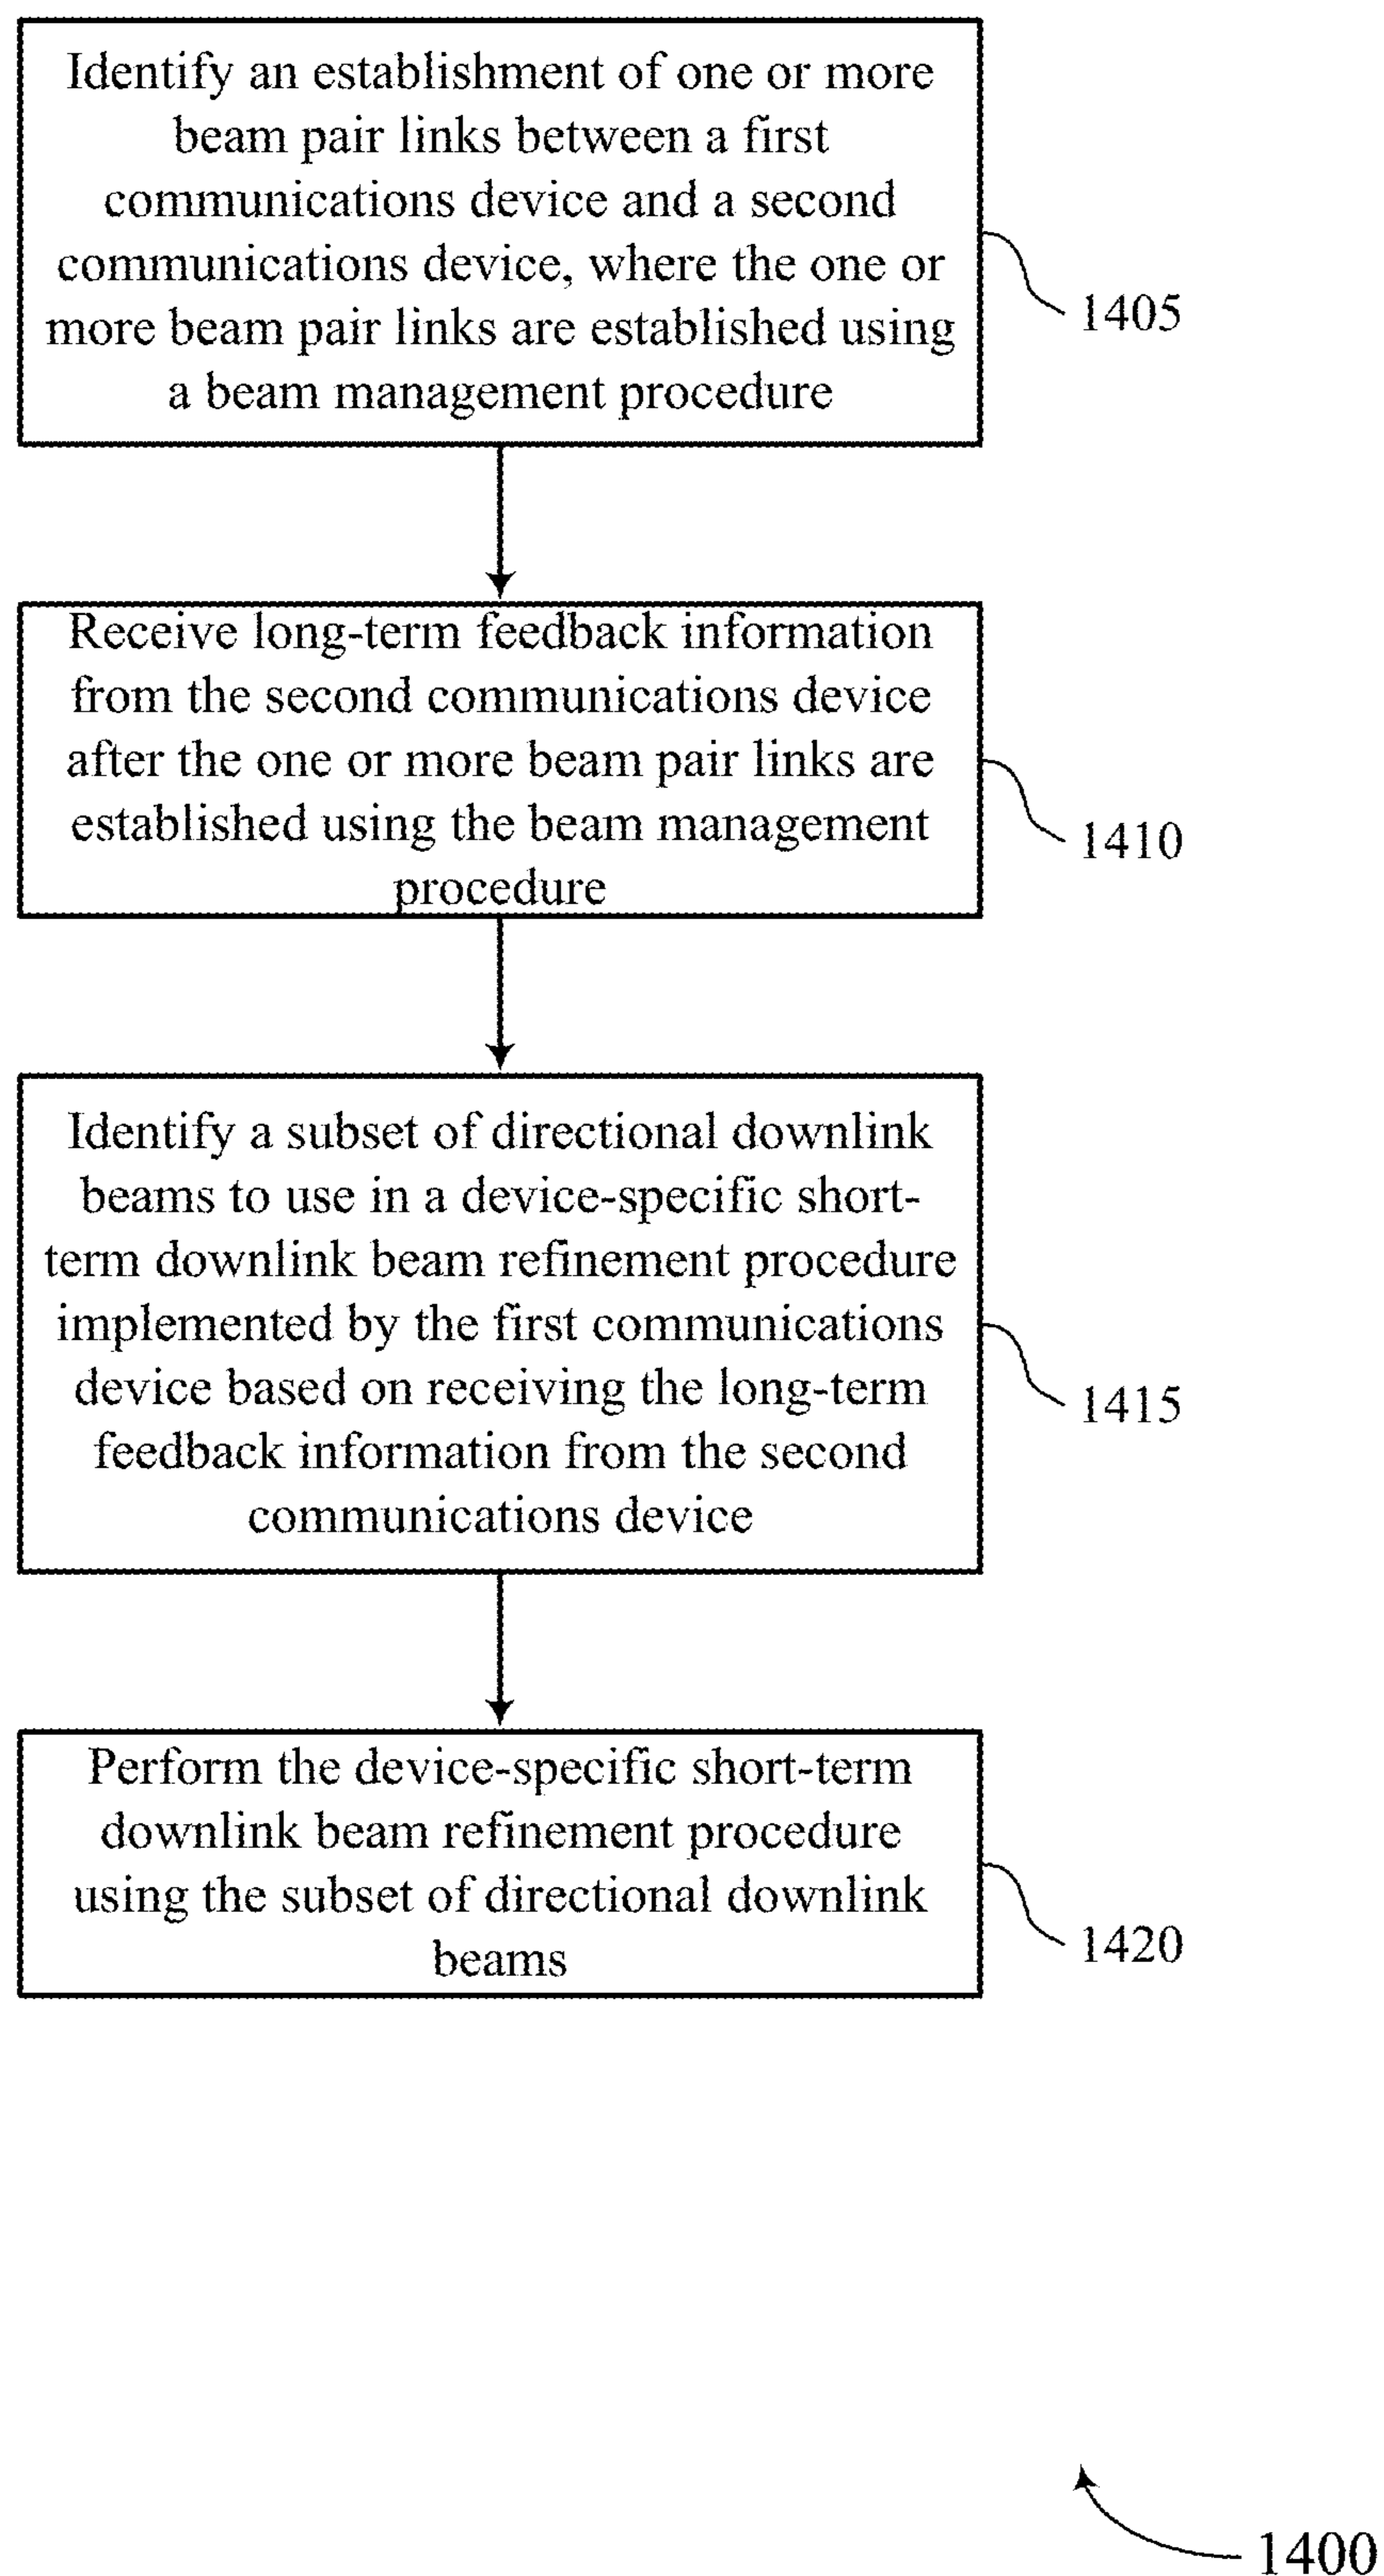 Identify an establishment of one or more
beam pair links between a first
communications device and a second
communications device, where the one or
more beam pair links are established using
a beam management procedure
1405
Receive long-term feedback information
from the second communications device
after the one or more beam pair links are
established using the beam management
procedure
1410
Identify a subset of directional downlink
beams to use in a device-specific short-
term downlink beam refinement procedure
implemented by the first communications
device based on receiving the long-term
feedback information from the second
communications device
1415
Perform the device-specific short-term
downlink beam refinement procedure
using the subset of directional downlink
beams
1420
1400